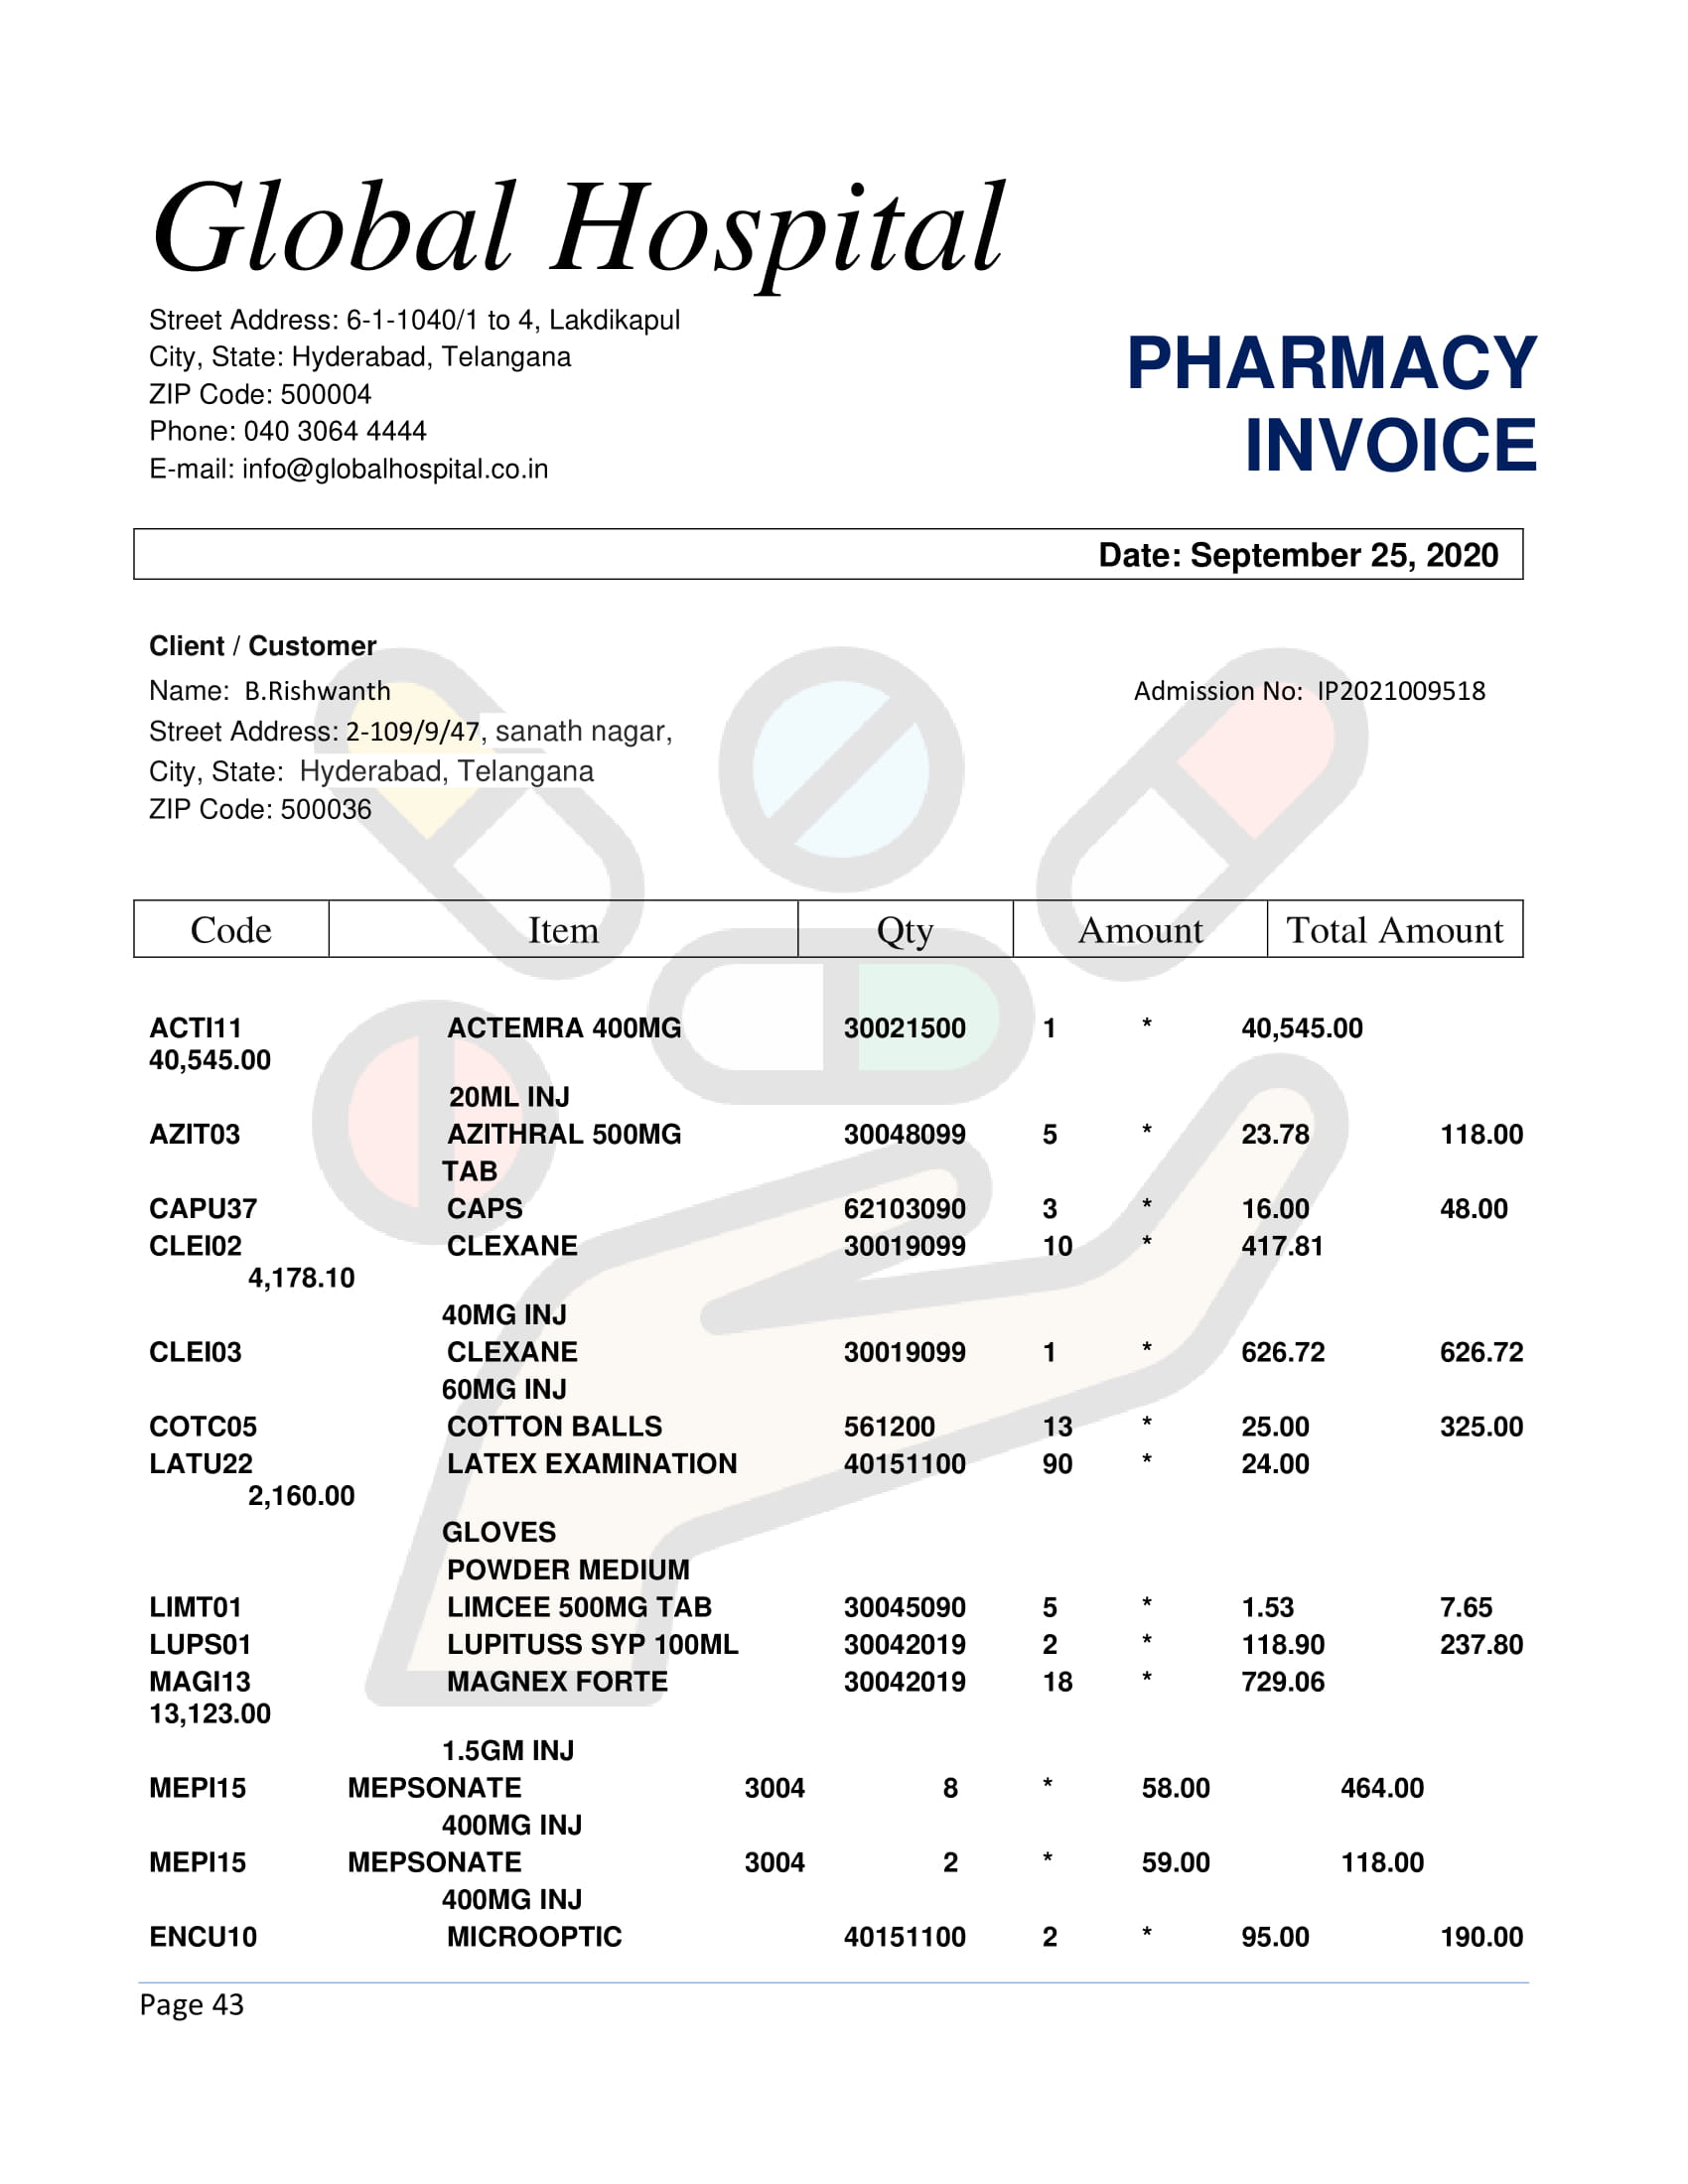 Global Hospital
Street Address: 6-1-1040/1 to 4, Lakdikapul
City, State: Hyderabad, Telangana
ZIP Code: 500004
Phone: 040 3064 4444
E-mail: info@globalhospital.co.in
PHARMACY
INVOICE
Date: September 25, 2020
Client / Customer
Name: B.Rishwanth Admission No: IP2021009518
Street Address: 2-109/9/47, sanath nagar,
City, State: Hyderabad, Telangana
ZIP Code: 500036
Code Item Qty Amount Total Amount
ACTI11 ACTEMRA 400MG 30021500 1 * 40,545.00
40,545.00
20ML INJ
AZIT03 AZITHRAL 500MG 30048099 5 * 23.78 118.00
TAB
CAPU37 CAPS 62103090 3 * 16.00 48.00
CLEI02 CLEXANE 30019099 10 * 417.81
4,178.10
40MG INJ
CLEI03 CLEXANE 30019099 1 * 626.72 626.72
60MG INJ
COTC05 COTTON BALLS 561200 13 * 25.00 325.00
LATU22 LATEX EXAMINATION 40151100 90 * 24.00
2,160.00
GLOVES
POWDER MEDIUM
LIMT01 LIMCEE 500MG TAB 30045090 5 * 1.53 7.65
LUPS01 LUPITUSS SYP 100ML 30042019 2 * 118.90 237.80
MAGI13 MAGNEX FORTE 30042019 18 * 729.06
13,123.00
1.5GM INJ
MEPI15 MEPSONATE 3004 8 * 58.00 464.00
400MG INJ
MEPI15 MEPSONATE 3004 2 * 59.00 118.00
400MG INJ
ENCU10 MICROOPTIC 40151100 2 * 95.00 190.00
Page 43